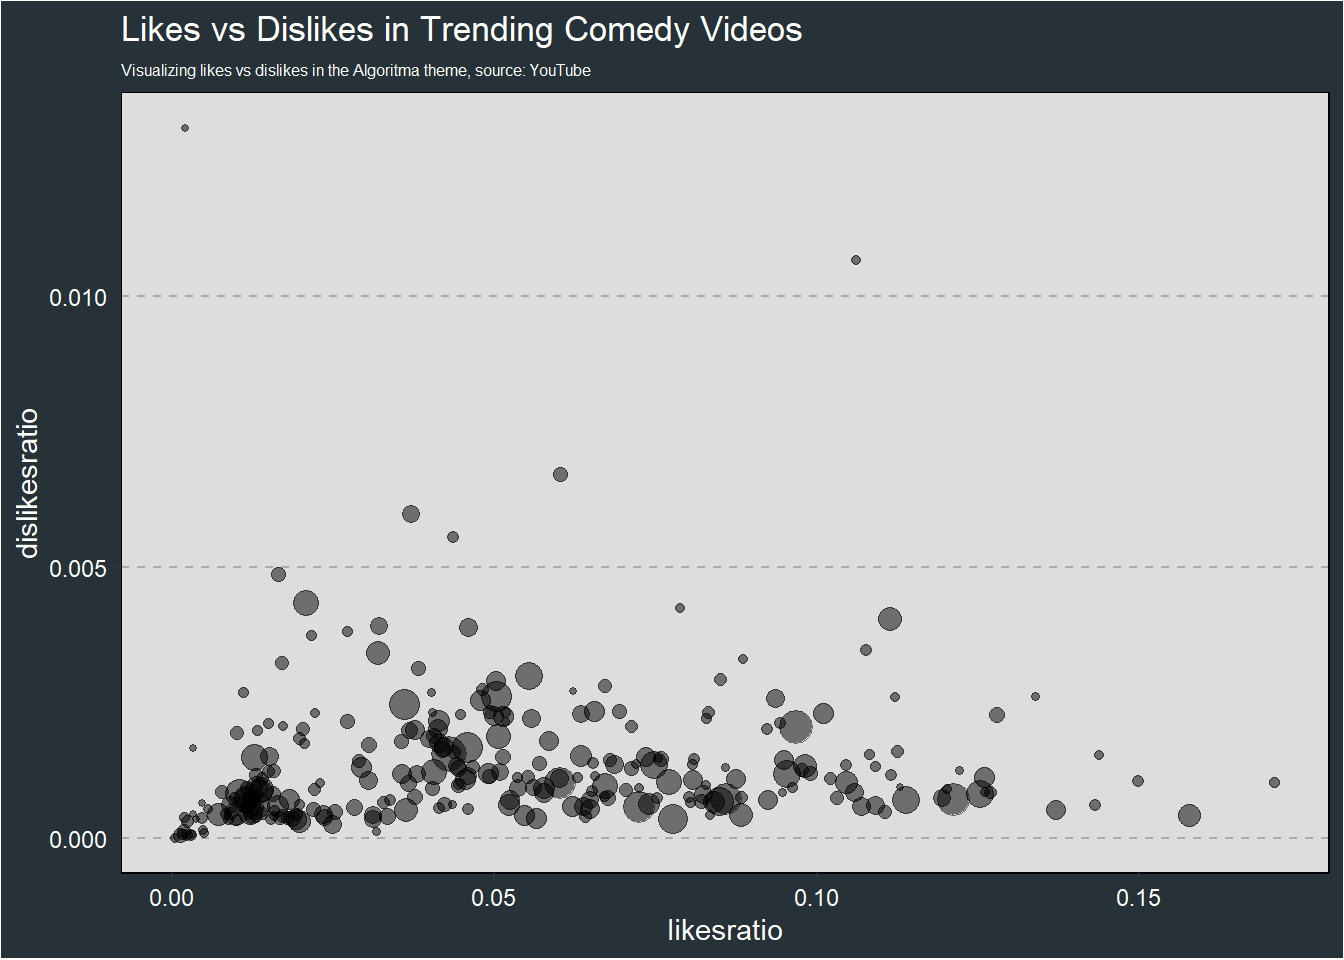 Likes vs Dislikes in Trending Comedy Videos
Visualizing likes vs dislikes in the Algoritma theme, source: YouTube
dislikesratio
0.010
0.005
0.000
0.00
0.05
0.10
0.15
likesratio